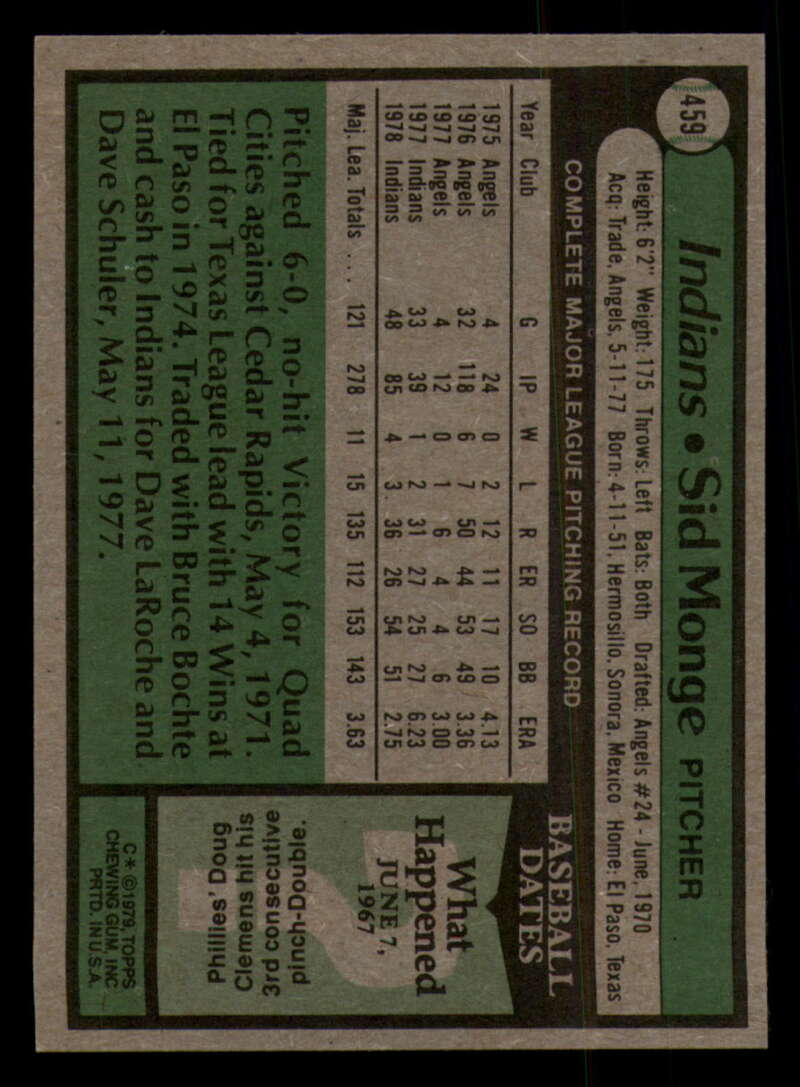 459
Indians • Sid Monge PITCHER
Height: 6'2" Weight: 175 Throws: Left Bats: Both Drafted: Angels #24 - June, 1970
Acq: Trade, Angels, 5-11-77 Born: 4-11-51, Hermosillo, Sonora, Mexico Home: El Paso, Texas
COMPLETE MAJOR LEAGUE PITCHING RECORD
Year Club G IP W L R ER SO BB ERA
1975 Angels 4 24 0 2 12 11 17 10 4.13
1976 Angels 32 118 6 7 50 44 53 49 3.36
1977 Angels 4 12 0 1 6 4 4 6 3.00
1977 Indians 33 39 1 2 31 27 25 27 6.23
1978 Indians 48 85 4 3 36 26 54 51 2.75
Maj. Lea. Totals .... 121 278 11 15 135 112 153 143 3.63
Pitched 6-0, no-hit Victory for Quad
Cities against Cedar Rapids, May 4, 1971.
Tied for Texas League lead with 14 Wins at
El Paso in 1974. Traded with Bruce Bochte
and cash to Indians for Dave LaRoche and
Dave Schuler, May 11, 1977.
BASEBALL
DATES
What
Happened
JUNE 7,
1967
?
Phillies' Doug
Clemens hit his
3rd consecutive
pinch-Double.
C * © 1979, TOPPS
CHEWING GUM, INC
PRTD. IN U.S.A.